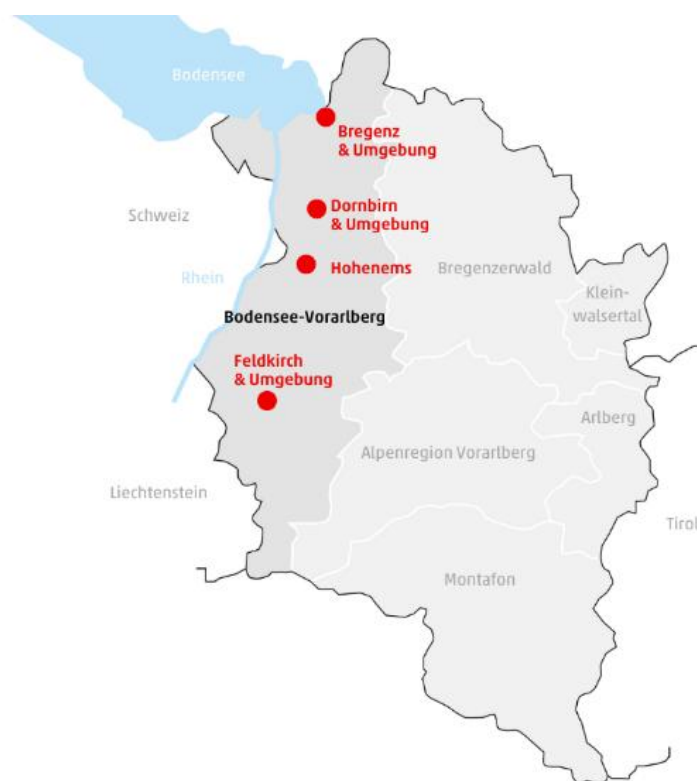 Bodensee
Bregenz
& Umgebung
Dornbirn
& Umgebung
Schweiz
Rhein
Hohenems
Bregenzerwald
Klein-
walsertal
Bodensee-Vorarlberg
Feldkirch
& Umgebung
Arlberg
Alpenregion Vorarlberg
Liechtenstein
Tirol
Montafon